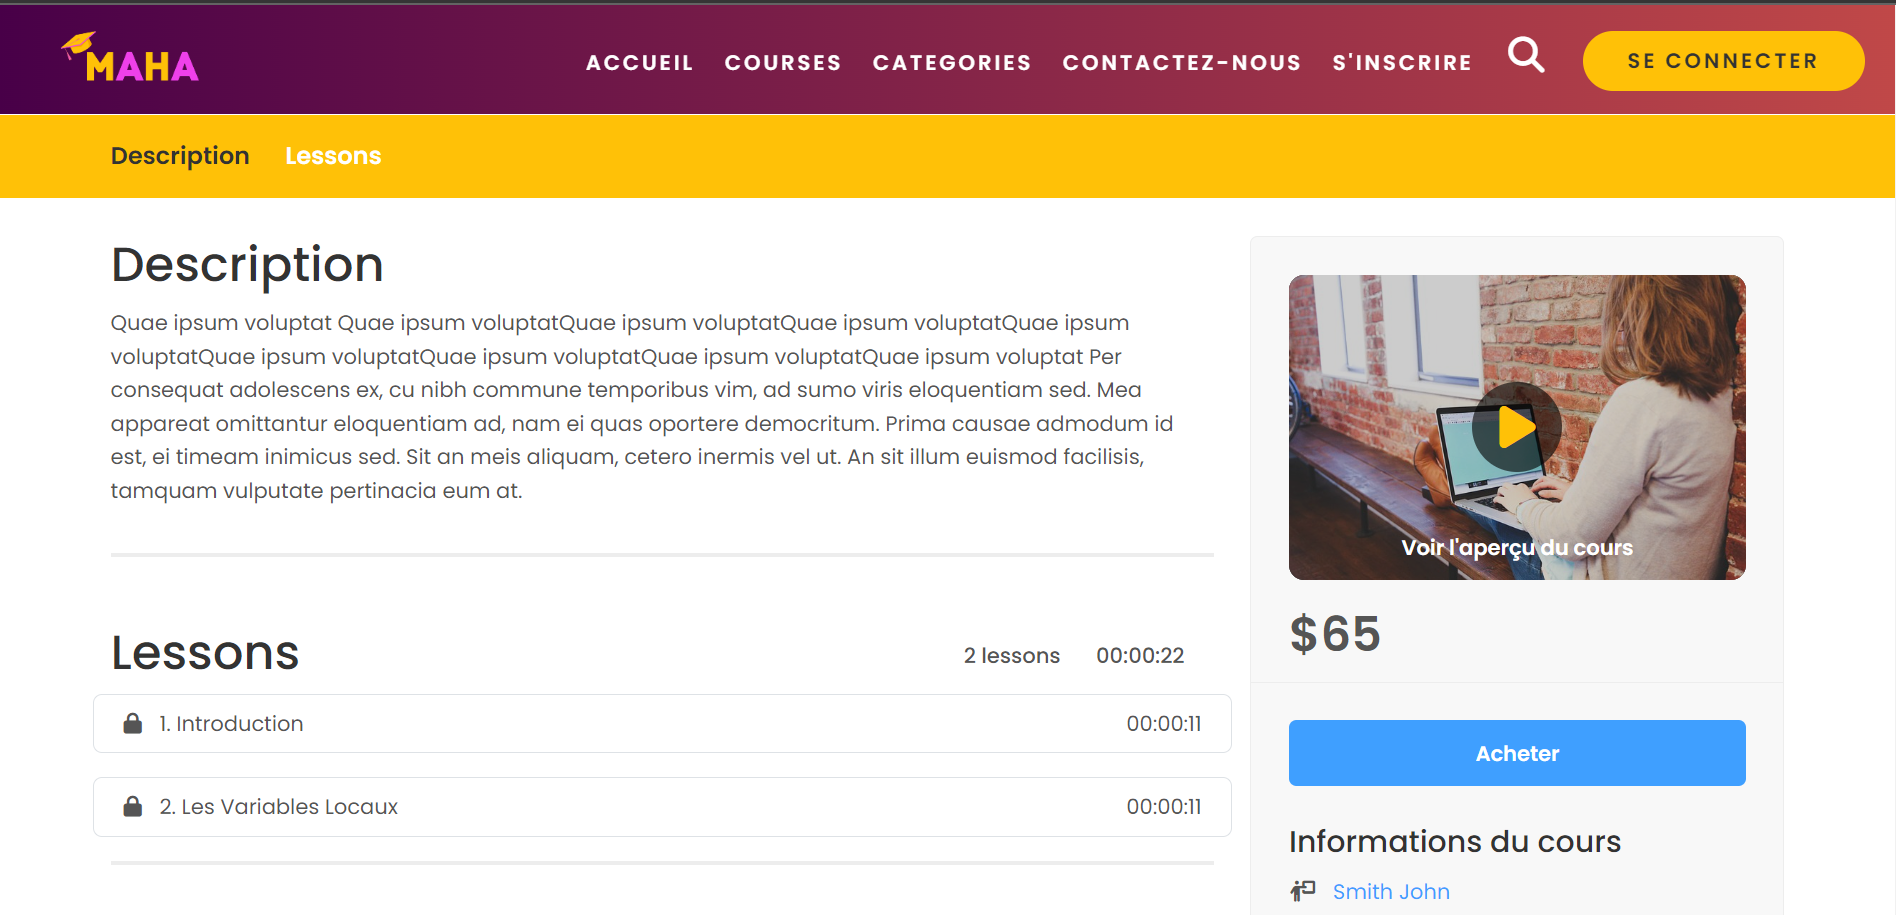 MAHA
ACCUEIL COURSES CATEGORIES CONTACTEZ-NOUS S'INSCRIRE SE CONNECTER
Description Lessons
Description
Quae ipsum voluptat Quae ipsum voluptatQuae ipsum voluptatQuae ipsum voluptatQuae ipsum
voluptatQuae ipsum voluptatQuae ipsum voluptatQuae ipsum voluptatQuae ipsum voluptat Per
consequat adolescens ex, cu nibh commune temporibus vim, ad sumo viris eloquentiam sed. Mea
appareat omittantur eloquentiam ad, nam ei quas oportere democritum. Prima causae admodum id
est, ei timeam inimicus sed. Sit an meis aliquam, cetero inermis vel ut. An sit illum euismod facilisis,
tamquam vulputate pertinacia eum at.
Lessons 2 lessons 00:00:22
1. Introduction 00:00:11
2. Les Variables Locaux 00:00:11
Voir l'aperçu du cours
$65
Acheter
Informations du cours
Smith John